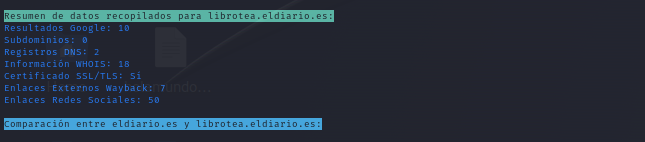 Resumen de datos recopilados para librotea.eldiario.es:
Resultados Google: 10
Subdominios: 0
Registros DNS: 2
Información WHOIS: 18
Certificado SSL/TLS: Sí
Enlaces Externos Wayback: 7
Enlaces Redes Sociales: 50
Comparación entre eldiario.es y librotea.eldiario.es: